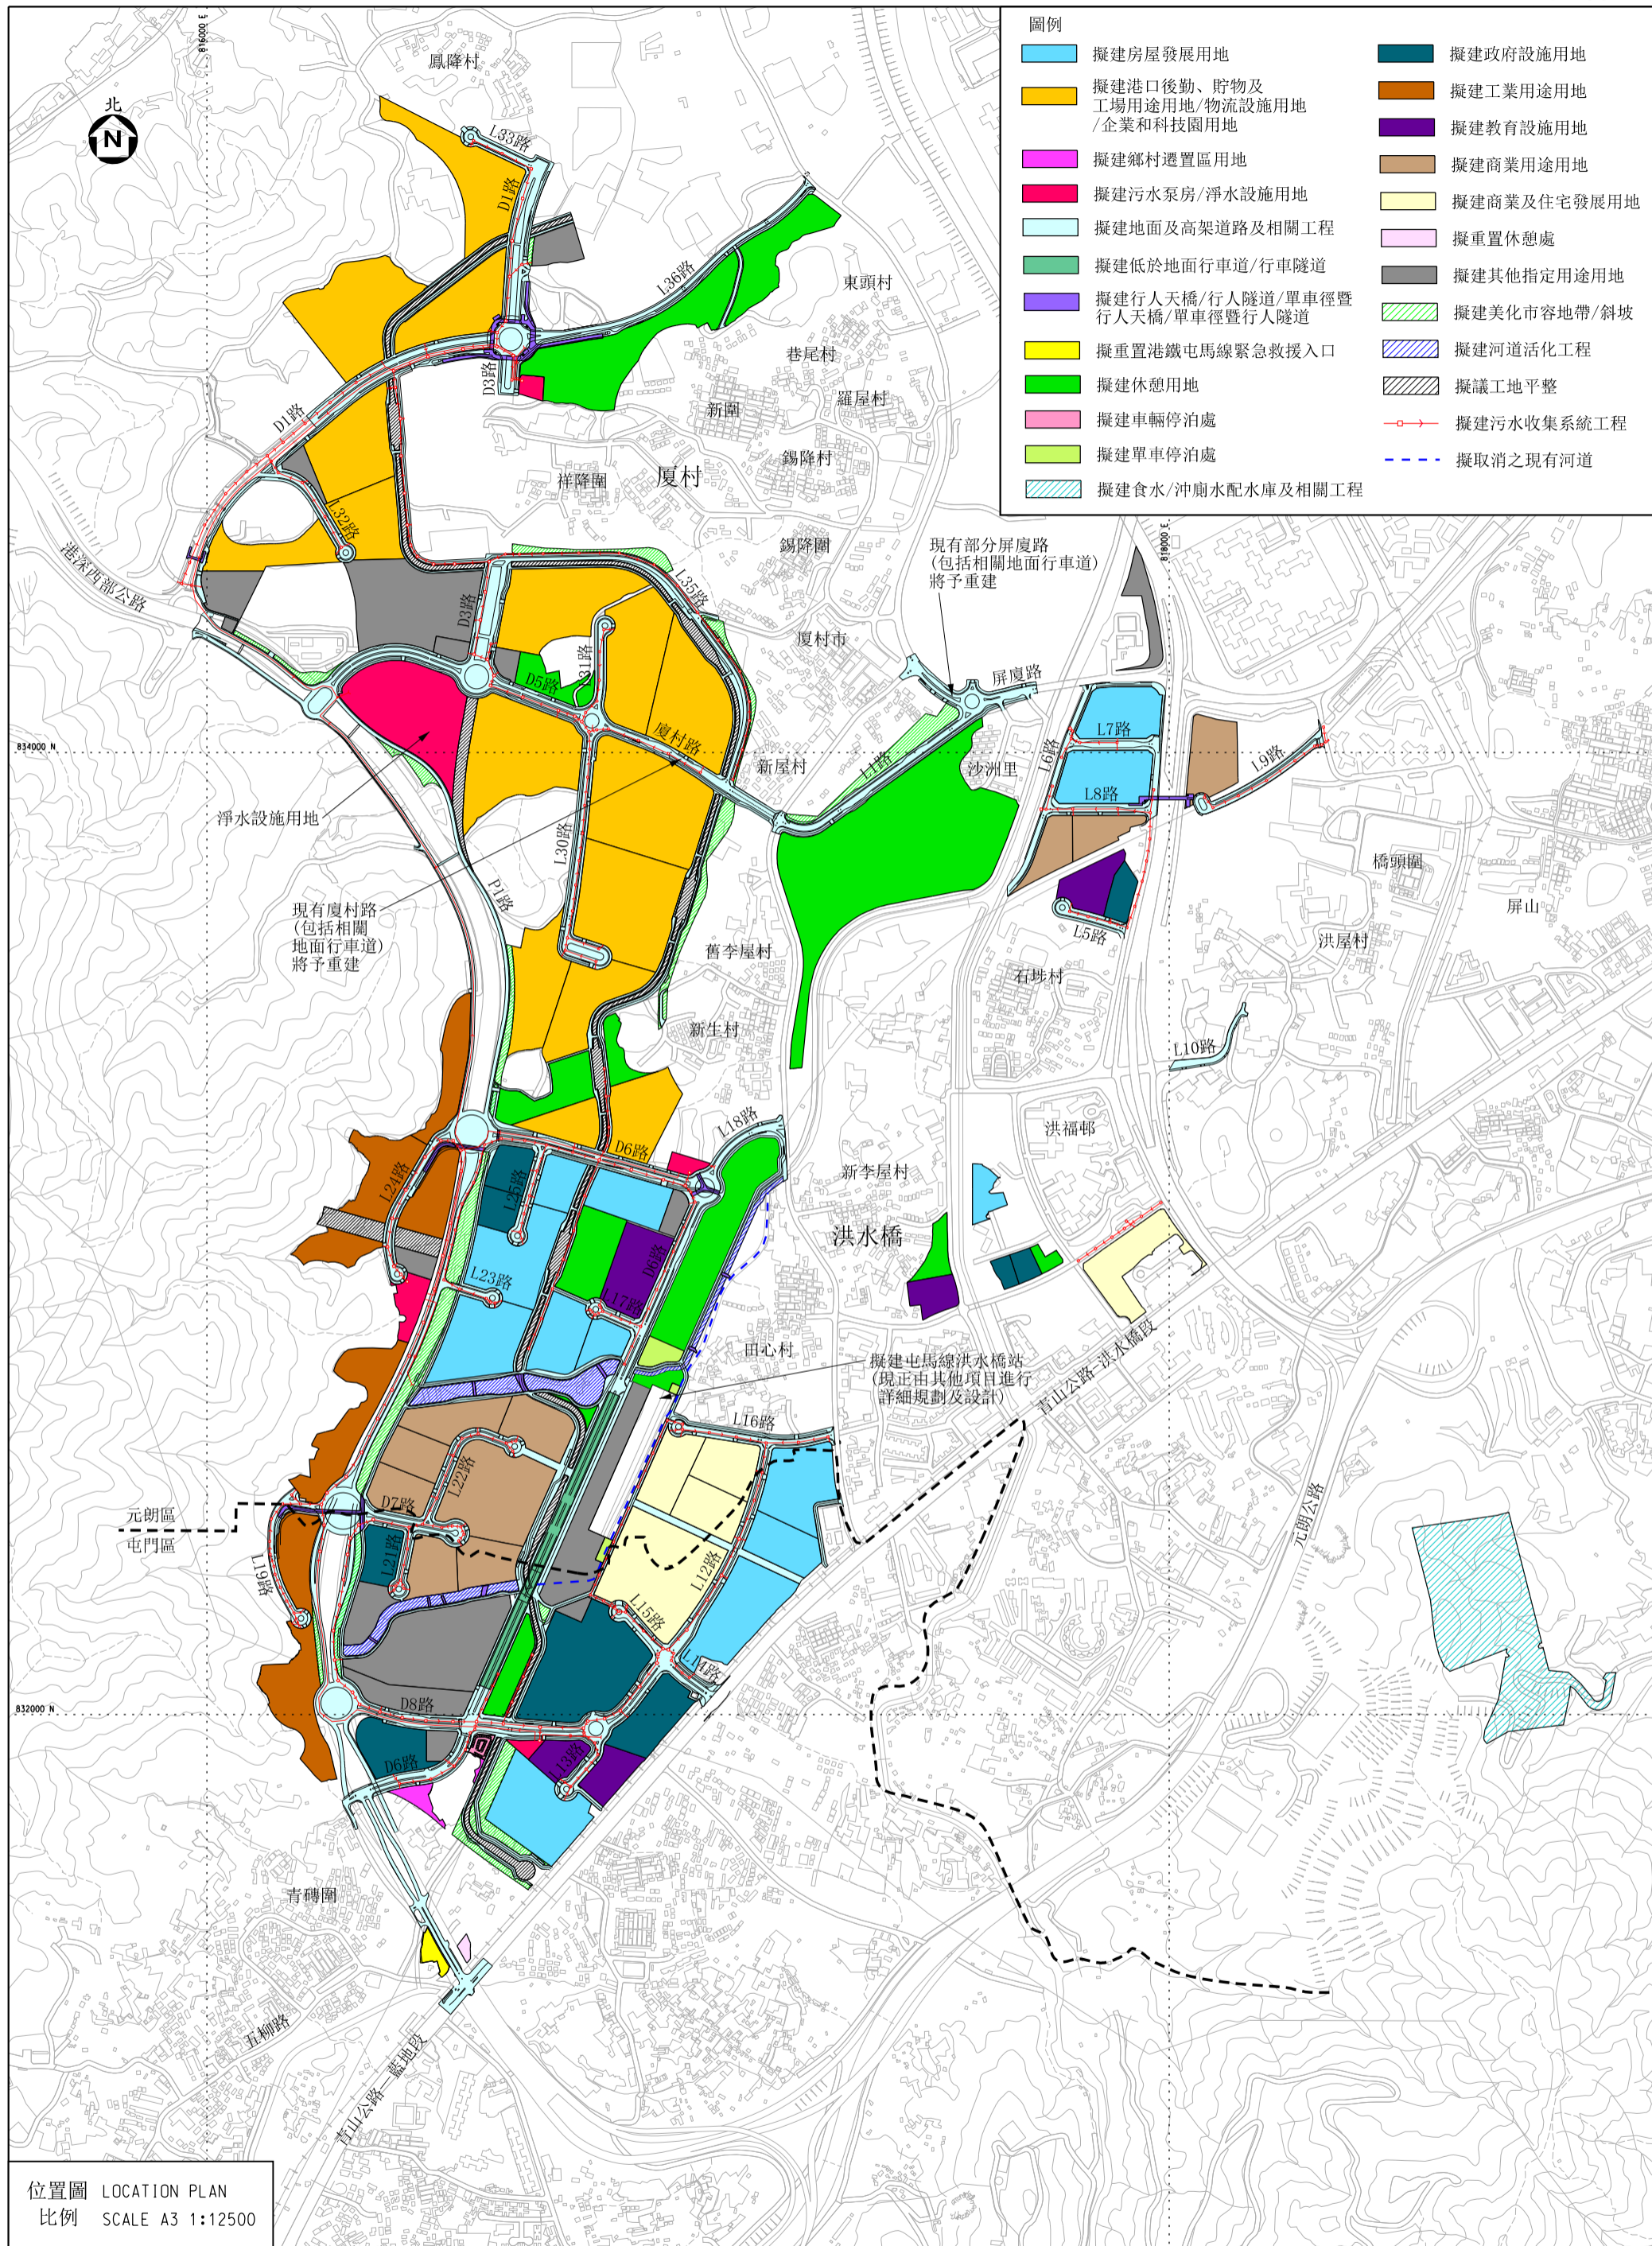 圖例
擬建房屋發展用地
擬建港口後勤、貯物及
工場用途用地/物流設施用地
/企業和科技園用地
擬建鄉村遷置區用地
擬建污水泵房/淨水設施用地
擬建地面及高架道路及相關工程
擬建低於地面行車道/行車隧道
擬建行人天橋/行人隧道/單車徑暨
行人天橋/單車徑暨行人隧道
擬重置港鐵屯馬線緊急救援入口
擬建休憩用地
擬建車輛停泊處
擬建單車停泊處
擬建食水/沖廁水配水庫及相關工程
擬建政府設施用地
擬建工業用途用地
擬建教育設施用地
擬建商業用途用地
擬建商業及住宅發展用地
擬重置休憩處
擬建其他指定用途用地
擬建美化市容地帶/斜坡
擬建河道活化工程
擬議工地平整
擬建污水收集系統工程
擬取消之現有河道
816000 E
鳳降村
北
N
L33路
D1路
L36路
東頭村
巷尾村
羅屋村
新圍
D3路
D1路
錫降村
祥降圍
厦村
L32路
錫降圍
818000 E
港深西部公路
現有部分屏廈路
(包括相關地面行車道)
將予重建
L35路
D3路
廈村市
屏廈路
L31路
D5路
L7路
834000 N
廈村路
新屋村
L1路
沙洲里
L6路
L9路
L8路
淨水設施用地
L30路
橋頭圍
P1路
屏山
現有廈村路
(包括相關
地面行車道)
將予重建
L5路
洪屋村
舊李屋村
石埗村
新生村
L10路
L18路
洪福邨
D6路
L24路
L25路
新李屋村
洪水橋
D6路
L23路
L17路
田心村
擬建屯馬線洪水橋站
(現正由其他項目進行
詳細規劃及設計)
青山公路-洪水橋段
L16路
L22路
D7路
元朗區
屯門區
元朗公路
L21路
L19路
L12路
L15路
L14路
832000 N
D8路
D6路
L13路
青磚圍
五柳路
青山公路－藍地段
位置圖 LOCATION PLAN
比例 SCALE A3 1:12500